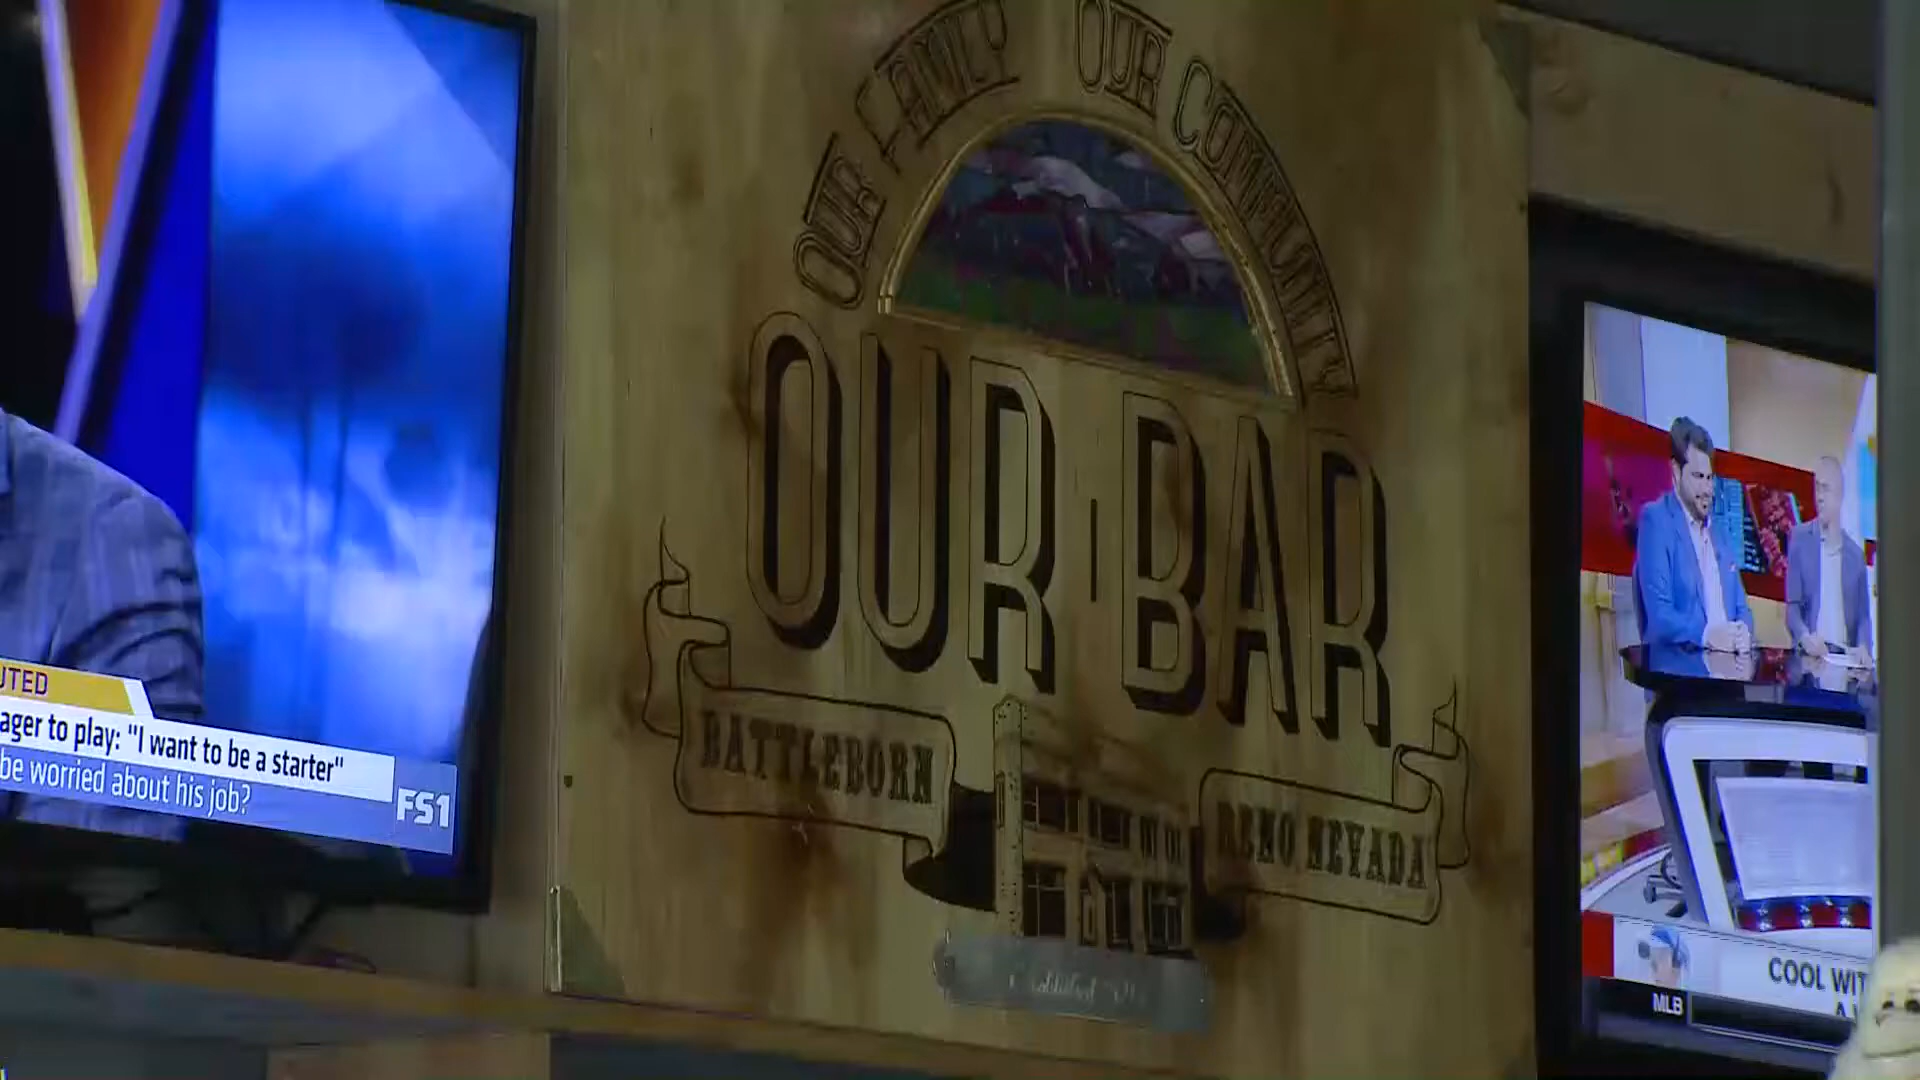 OUR FAMILY OUR COMMUNITY
OUR BAR
BATTLEBORN
RENO NEVADA
UTED
ager to play: "I want to be a starter"
be worried about his job?
FS1
COOL WIT
MLB